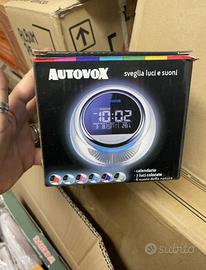 AUTOVOX
sveglia luci e suoni
10:02
calendario
7 luci colorate
6 suoni della natura
subito